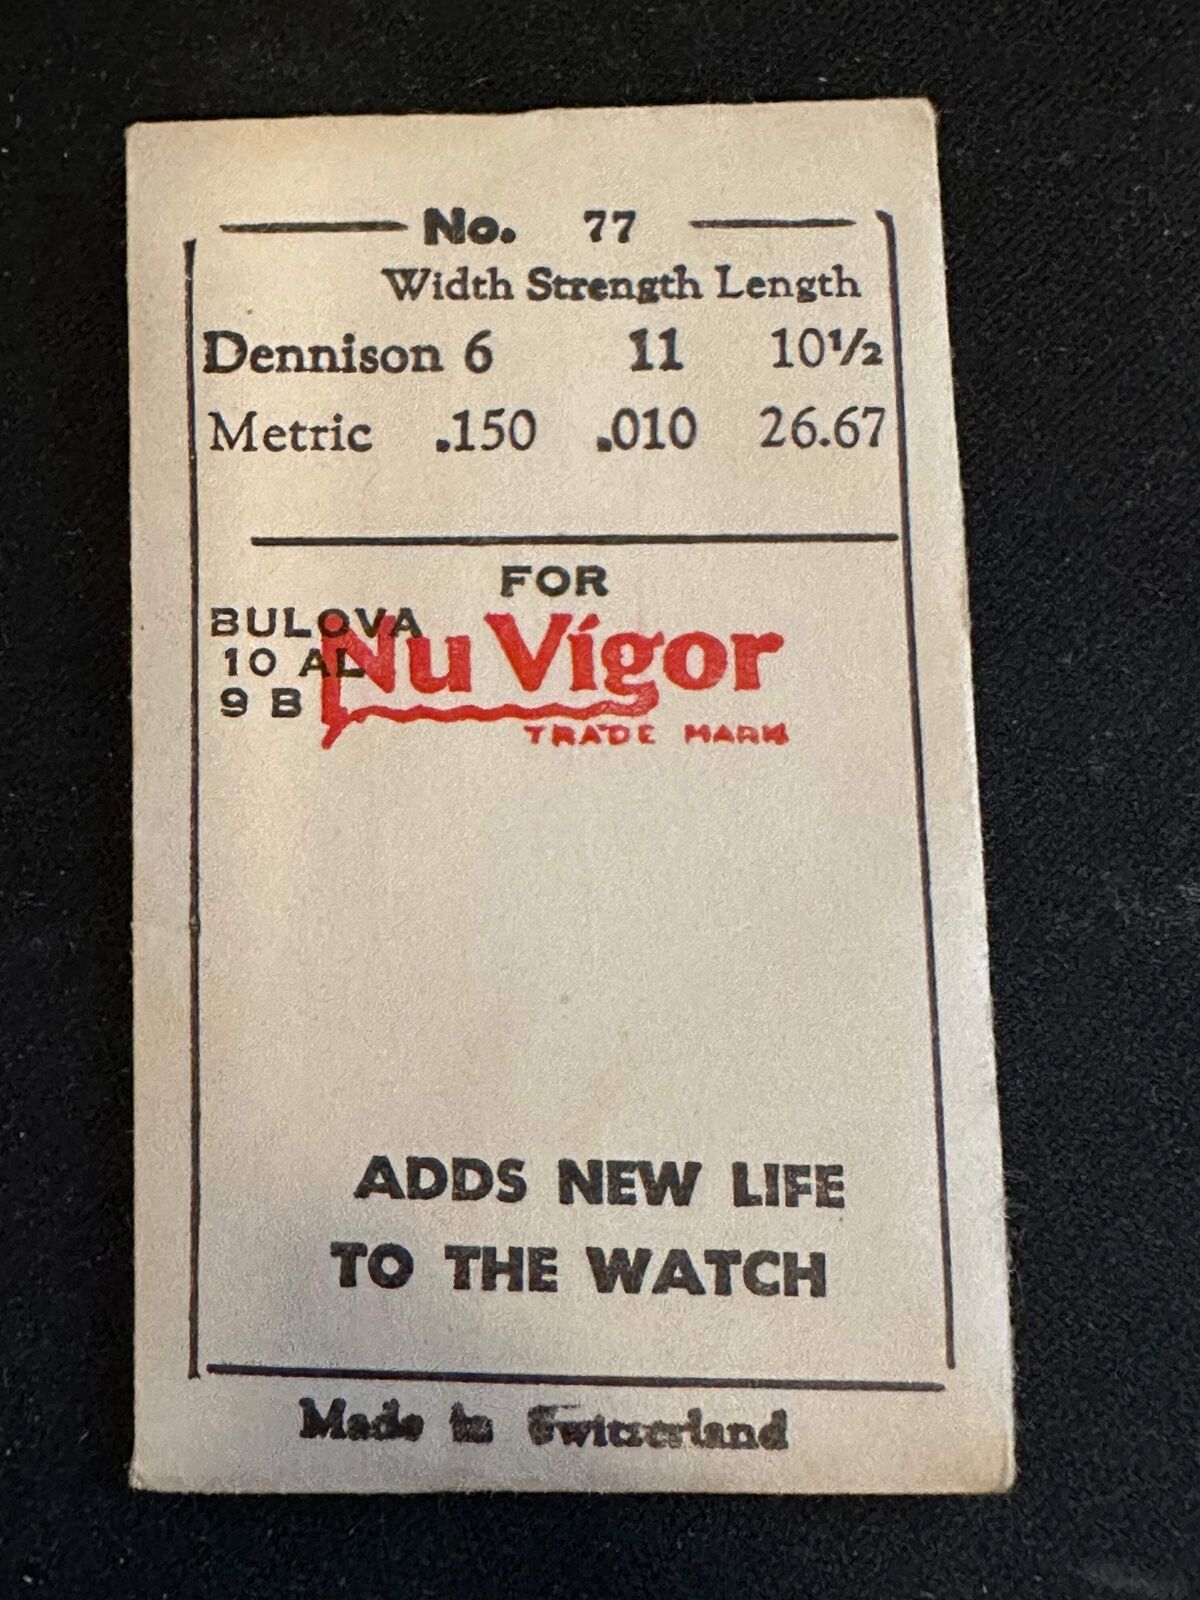 No. 77
Width Strength Length
Dennison 6 11 10½
Metric .150 .010 26.67
FOR
BULOVA
10 AL
9 B
Nu Vigor
TRADE MARK
ADDS NEW LIFE
TO THE WATCH
Made in Switzerland